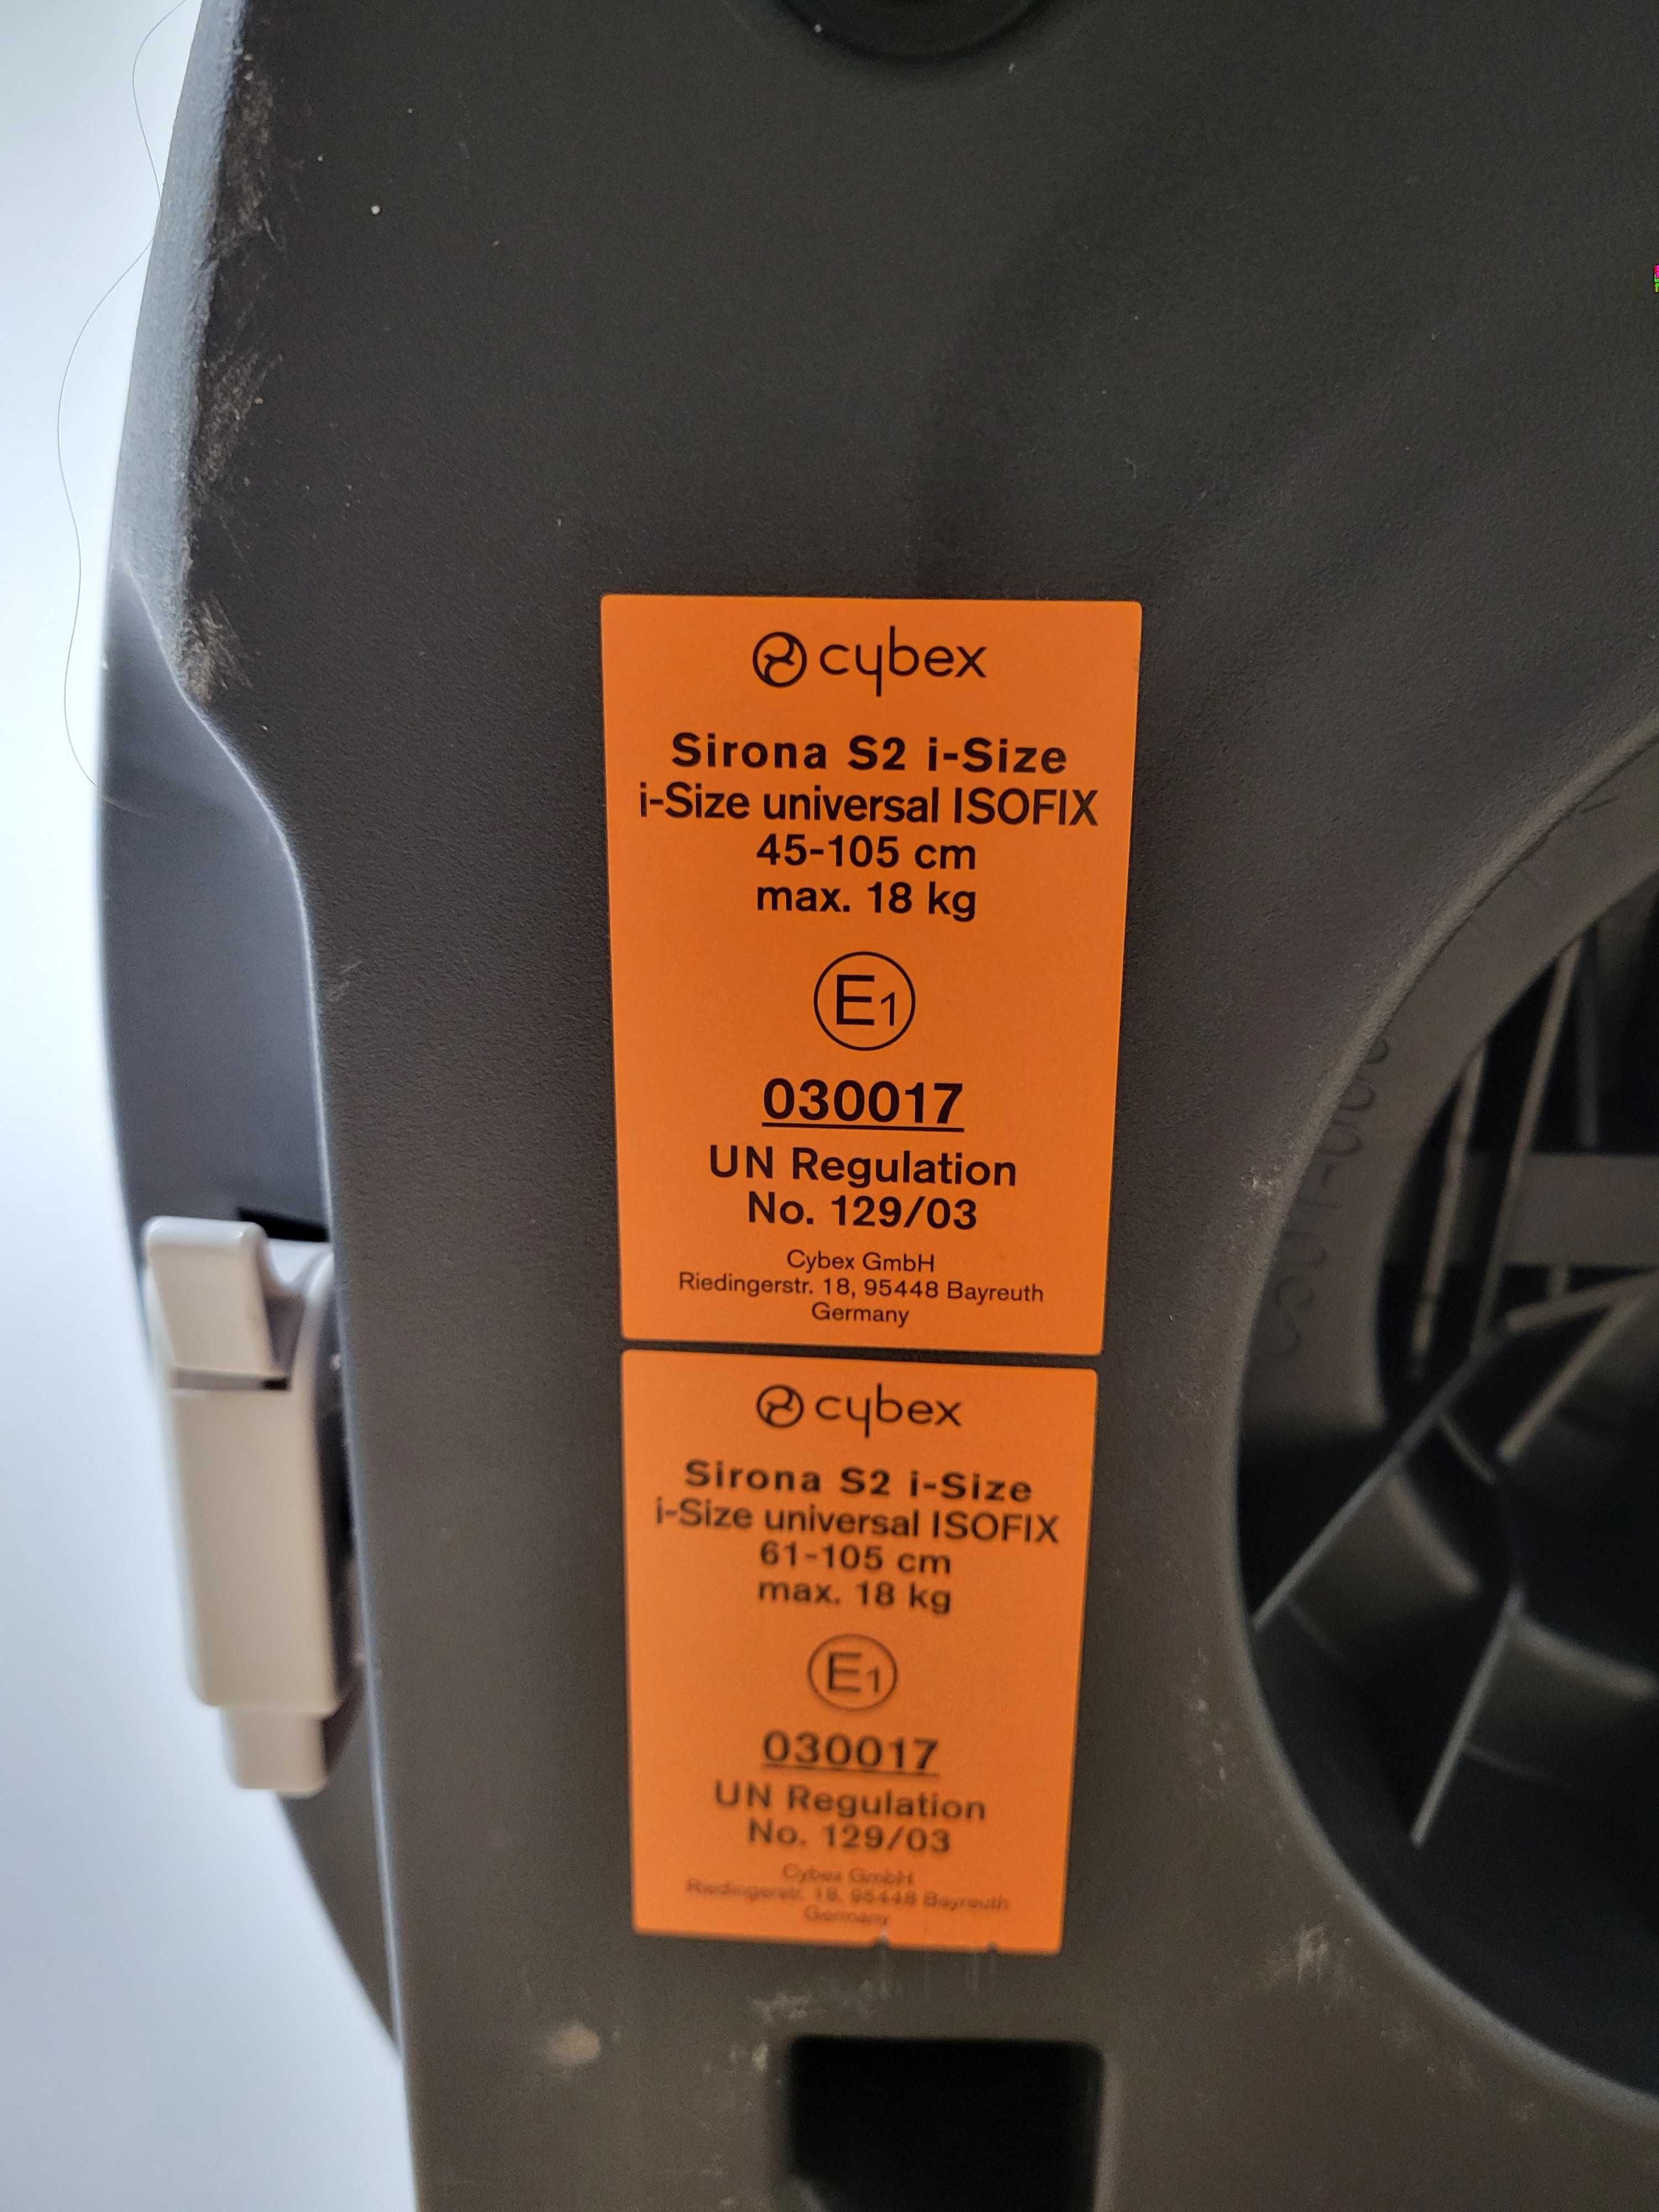 cybex
Sirona S2 i-Size
i-Size universal ISOFIX
45-105 cm
max. 18 kg
E1
030017
UN Regulation
No. 129/03
Cybex GmbH
Riedingerstr. 18, 95448 Bayreuth
Germany
cybex
Sirona S2 i-Size
i-Size universal ISOFIX
61-105 cm
max. 18 kg
E1
030017
UN Regulation
No. 129/03
Cybex GmbH
Riedingerstr. 18, 95448 Bayreuth
Germany